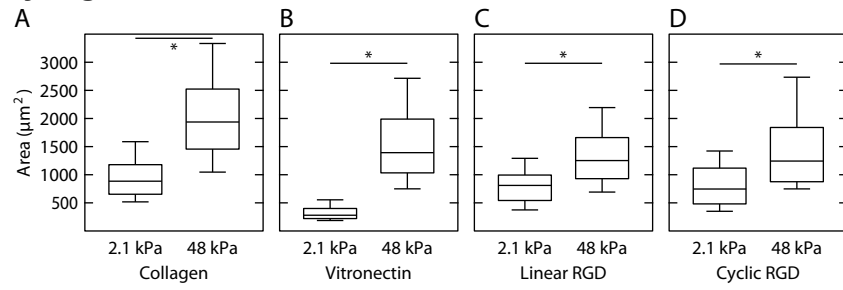 A B C D
Area (μm²)
3000
2500
2000
1500
1000
500
* * * *
2.1 kPa 48 kPa 2.1 kPa 48 kPa 2.1 kPa 48 kPa 2.1 kPa 48 kPa
Collagen Vitronectin Linear RGD Cyclic RGD